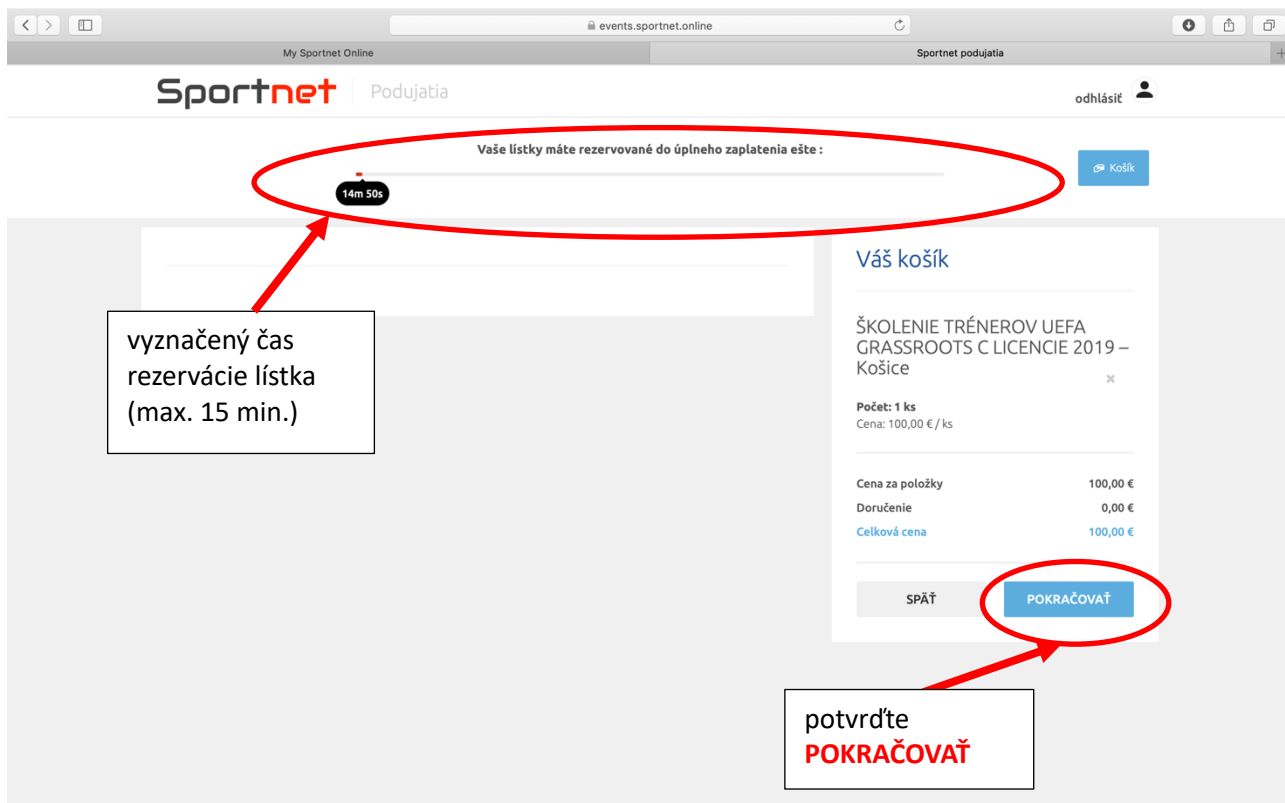 events.sportnet.online
My Sportnet Online
Sportnet podujatia
Sportnet
Podujatia
odhlásiť
Vaše lístky máte rezervované do úplneho zaplatenia ešte :
Košík
14m 50s
vyznačený čas
rezervácie lístka
(max. 15 min.)
Váš košík
ŠKOLENIE TRÉNEROV UEFA
GRASSROOTS C LICENCIE 2019 –
Košice
Počet: 1 ks
Cena: 100,00 € / ks
Cena za položky 100,00 €
Doručenie 0,00 €
Celková cena 100,00 €
SPÄŤ
POKRAČOVAŤ
potvrďte
POKRAČOVAŤ